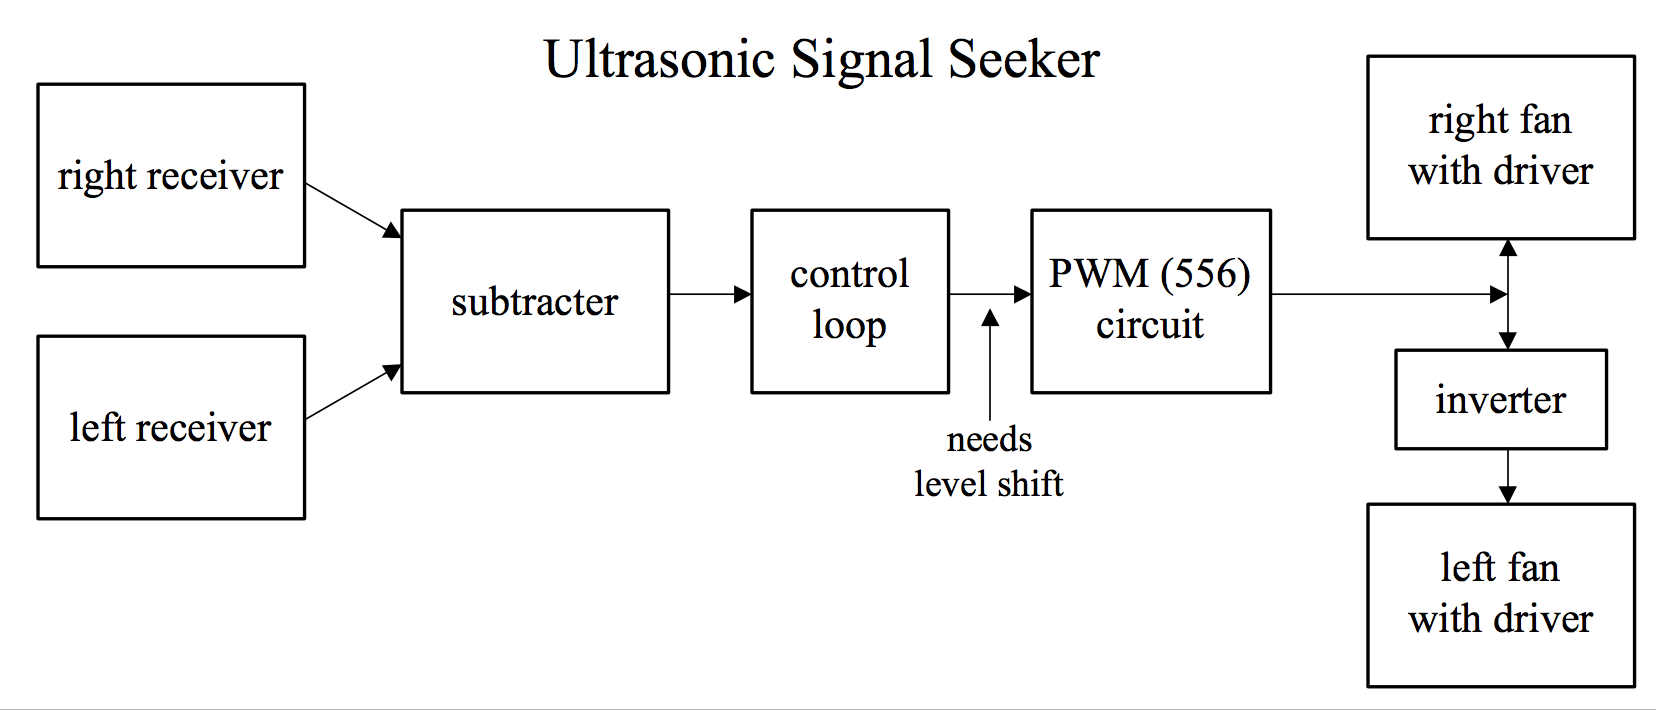 Ultrasonic Signal Seeker
right receiver
left receiver
subtracter
control
loop
needs
level shift
PWM (556)
circuit
right fan
with driver
inverter
left fan
with driver